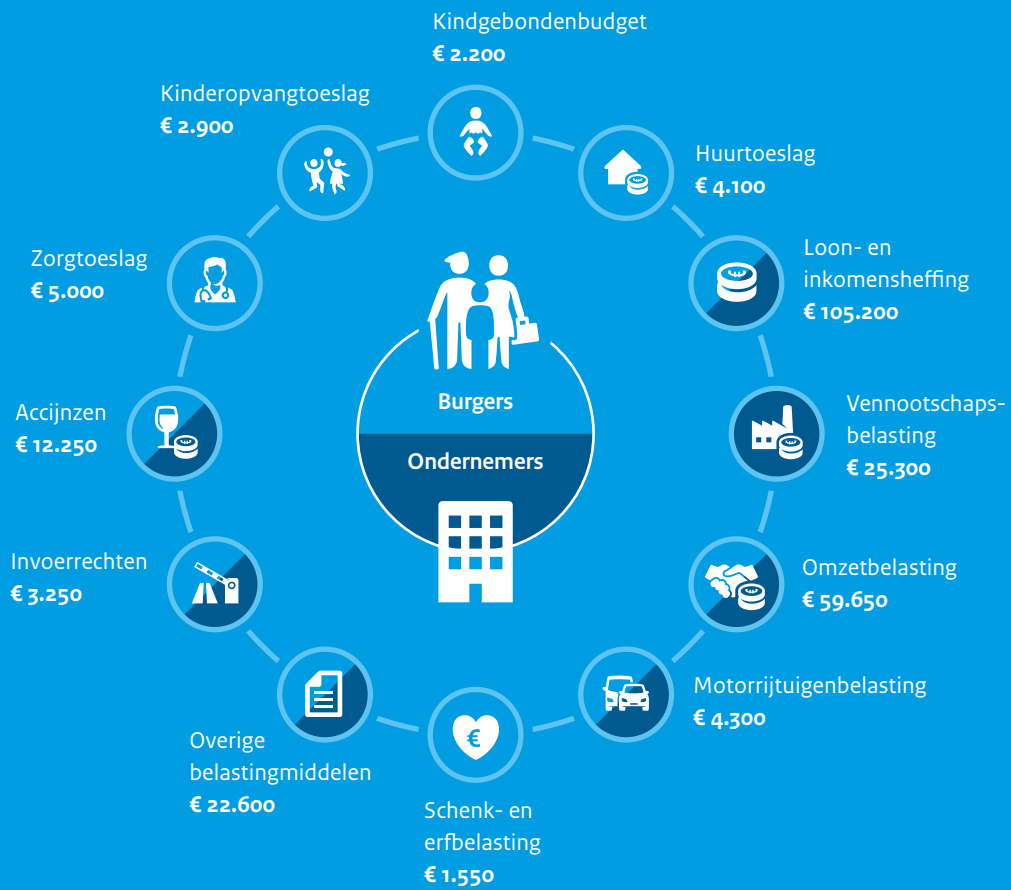 Kindgebondenbudget
€ 2.200
Kinderopvangtoeslag
€ 2.900
Huurtoeslag
€ 4.100
Zorgtoeslag
€ 5.000
Loon- en
inkomensheffing
€ 105.200
Accijnzen
€ 12.250
Burgers
Ondernemers
Vennootschaps-
belasting
€ 25.300
Invoerrechten
€ 3.250
Omzetbelasting
€ 59.650
Motorrijtuigenbelasting
€ 4.300
Overige
belastingmiddelen
€ 22.600
€
Schenk- en
erfbelasting
€ 1.550